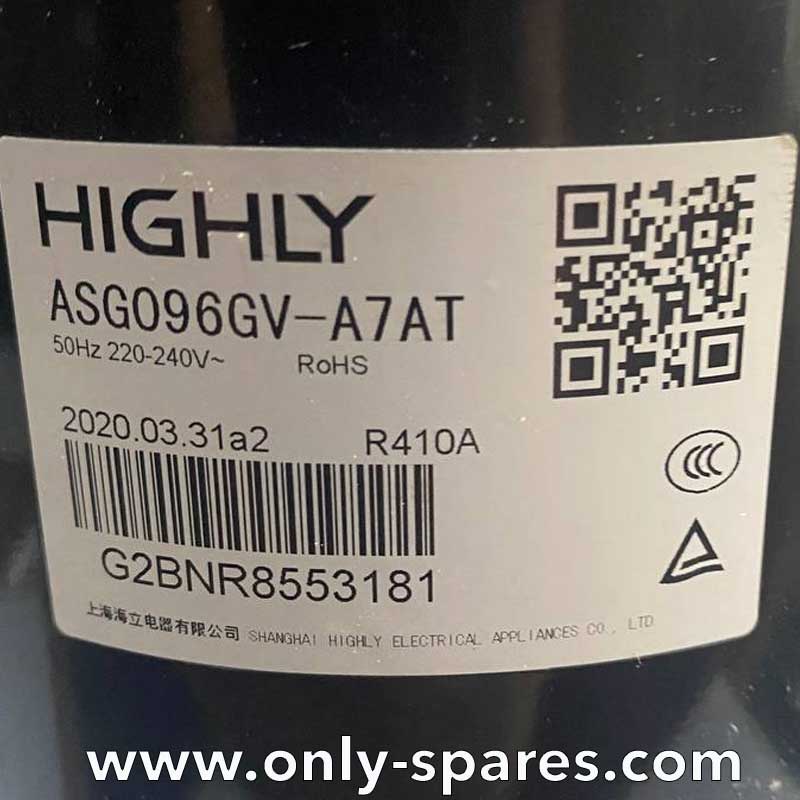 HIGHLY
ASG096GV-A7AT
50Hz 220-240V~ RoHS
2020.03.31a2 R410A
G2BNR8553181
上海海立电器有限公司 SHANGHAI HIGHLY ELECTRICAL APPLIANCES CO., LTD
www.only-spares.com